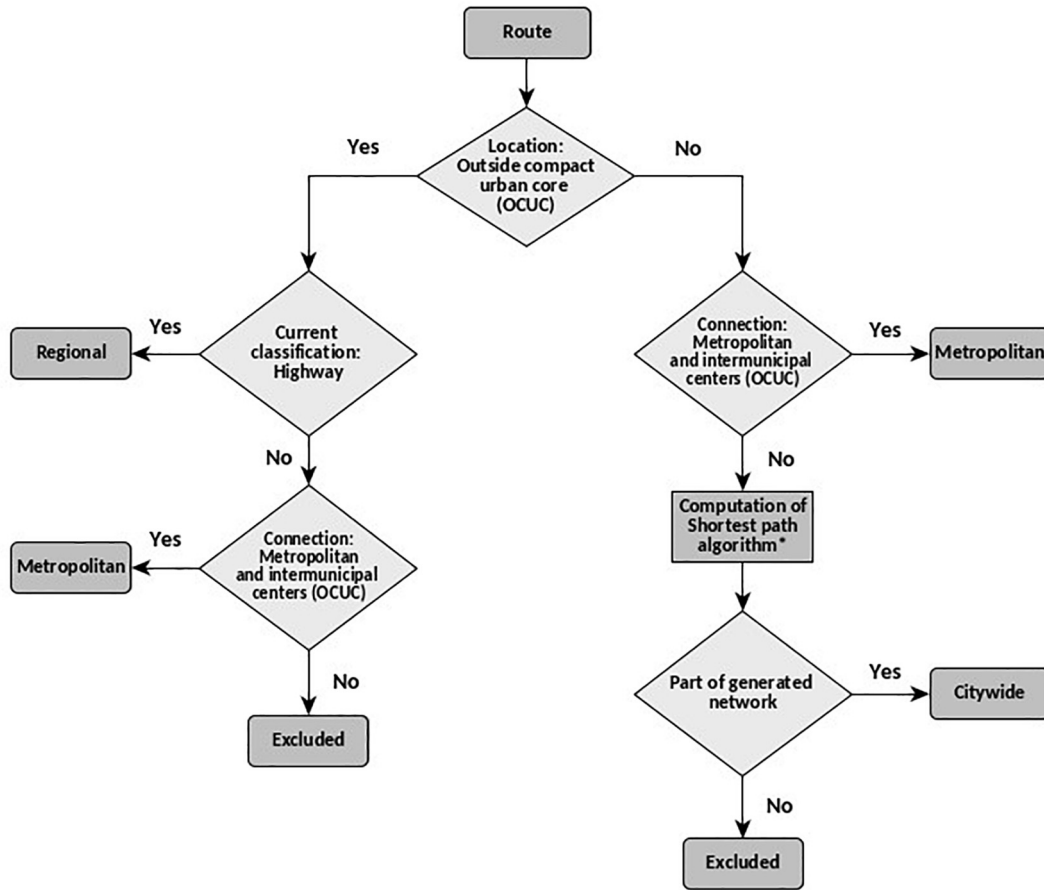 Route
Yes
Location:
Outside compact
urban core
(OCUC)
No
Regional
Yes
Current
classification:
Highway
Connection:
Metropolitan
and intermunicipal
centers (OCUC)
Yes
Metropolitan
No
No
Metropolitan
Yes
Connection:
Metropolitan
and intermunicipal
centers (OCUC)
Computation of
Shortest path
algorithm*
No
Excluded
Part of generated
network
Yes
Citywide
No
Excluded